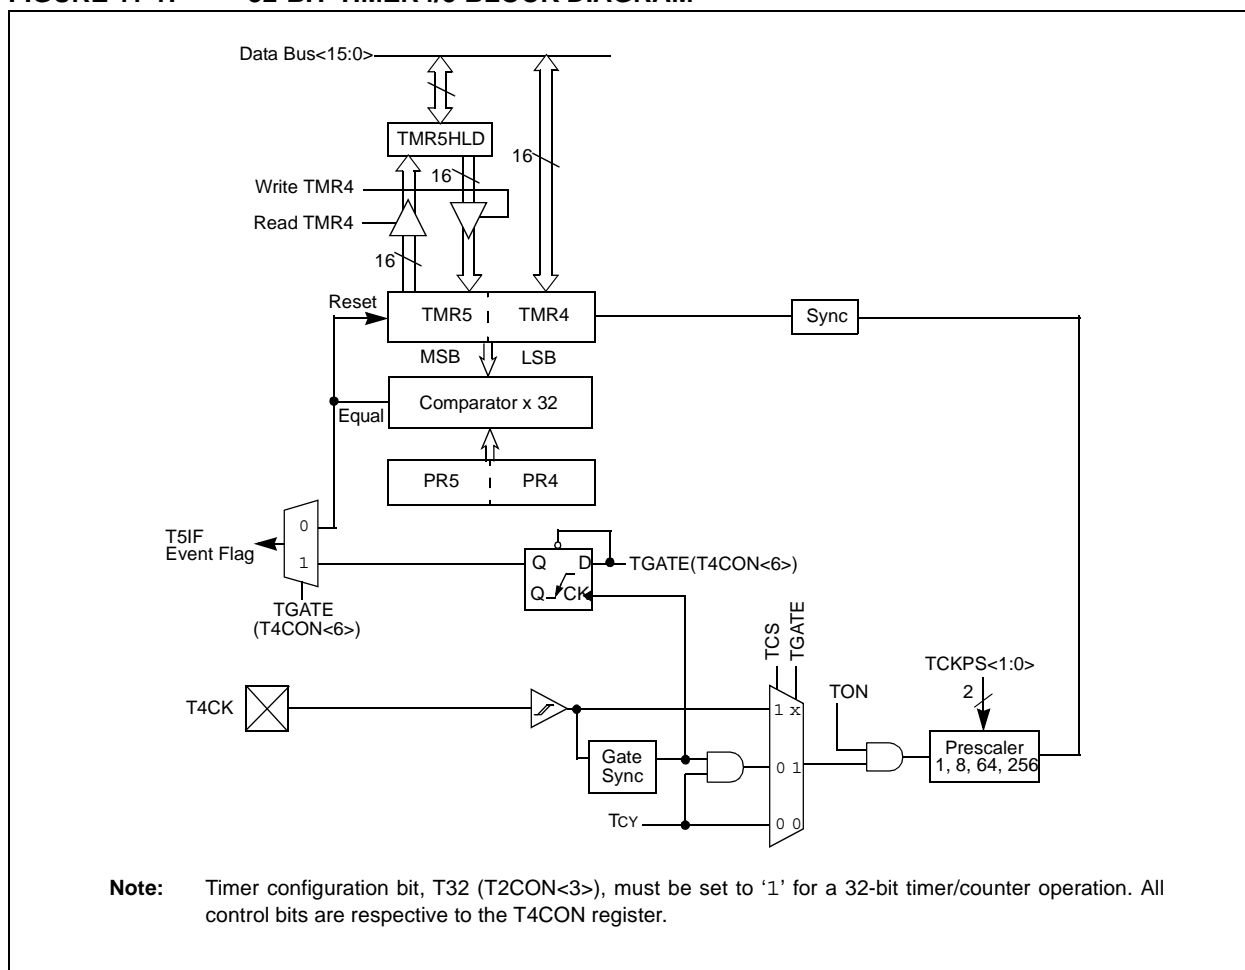 Data Bus<15:0>
TMR5HLD
16
16
Write TMR4
Read TMR4
16
Reset
TMR5
TMR4
Sync
MSB
LSB
Equal
Comparator x 32
PR5
PR4
0
T5IF
Event Flag
1
Q
D
TGATE(T4CON<6>)
Q
CK
TGATE
(T4CON<6>)
TCS
TGATE
TCKPS<1:0>
2
TON
T4CK
1 x
Prescaler
1, 8, 64, 256
Gate
Sync
0 1
TCY
0 0
Note: Timer configuration bit, T32 (T2CON<3>), must be set to ‘1’ for a 32-bit timer/counter operation. All
control bits are respective to the T4CON register.